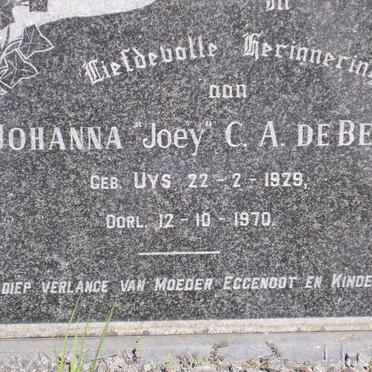 In
Liefdevolle Herinnering
aan
JOHANNA "Joey" C. A. DE BE
GEB. UYS 22-2-1929,
OORL. 12-10-1970.
DIEP VERLANGE VAN MOEDER EGGENOOT EN KINDE